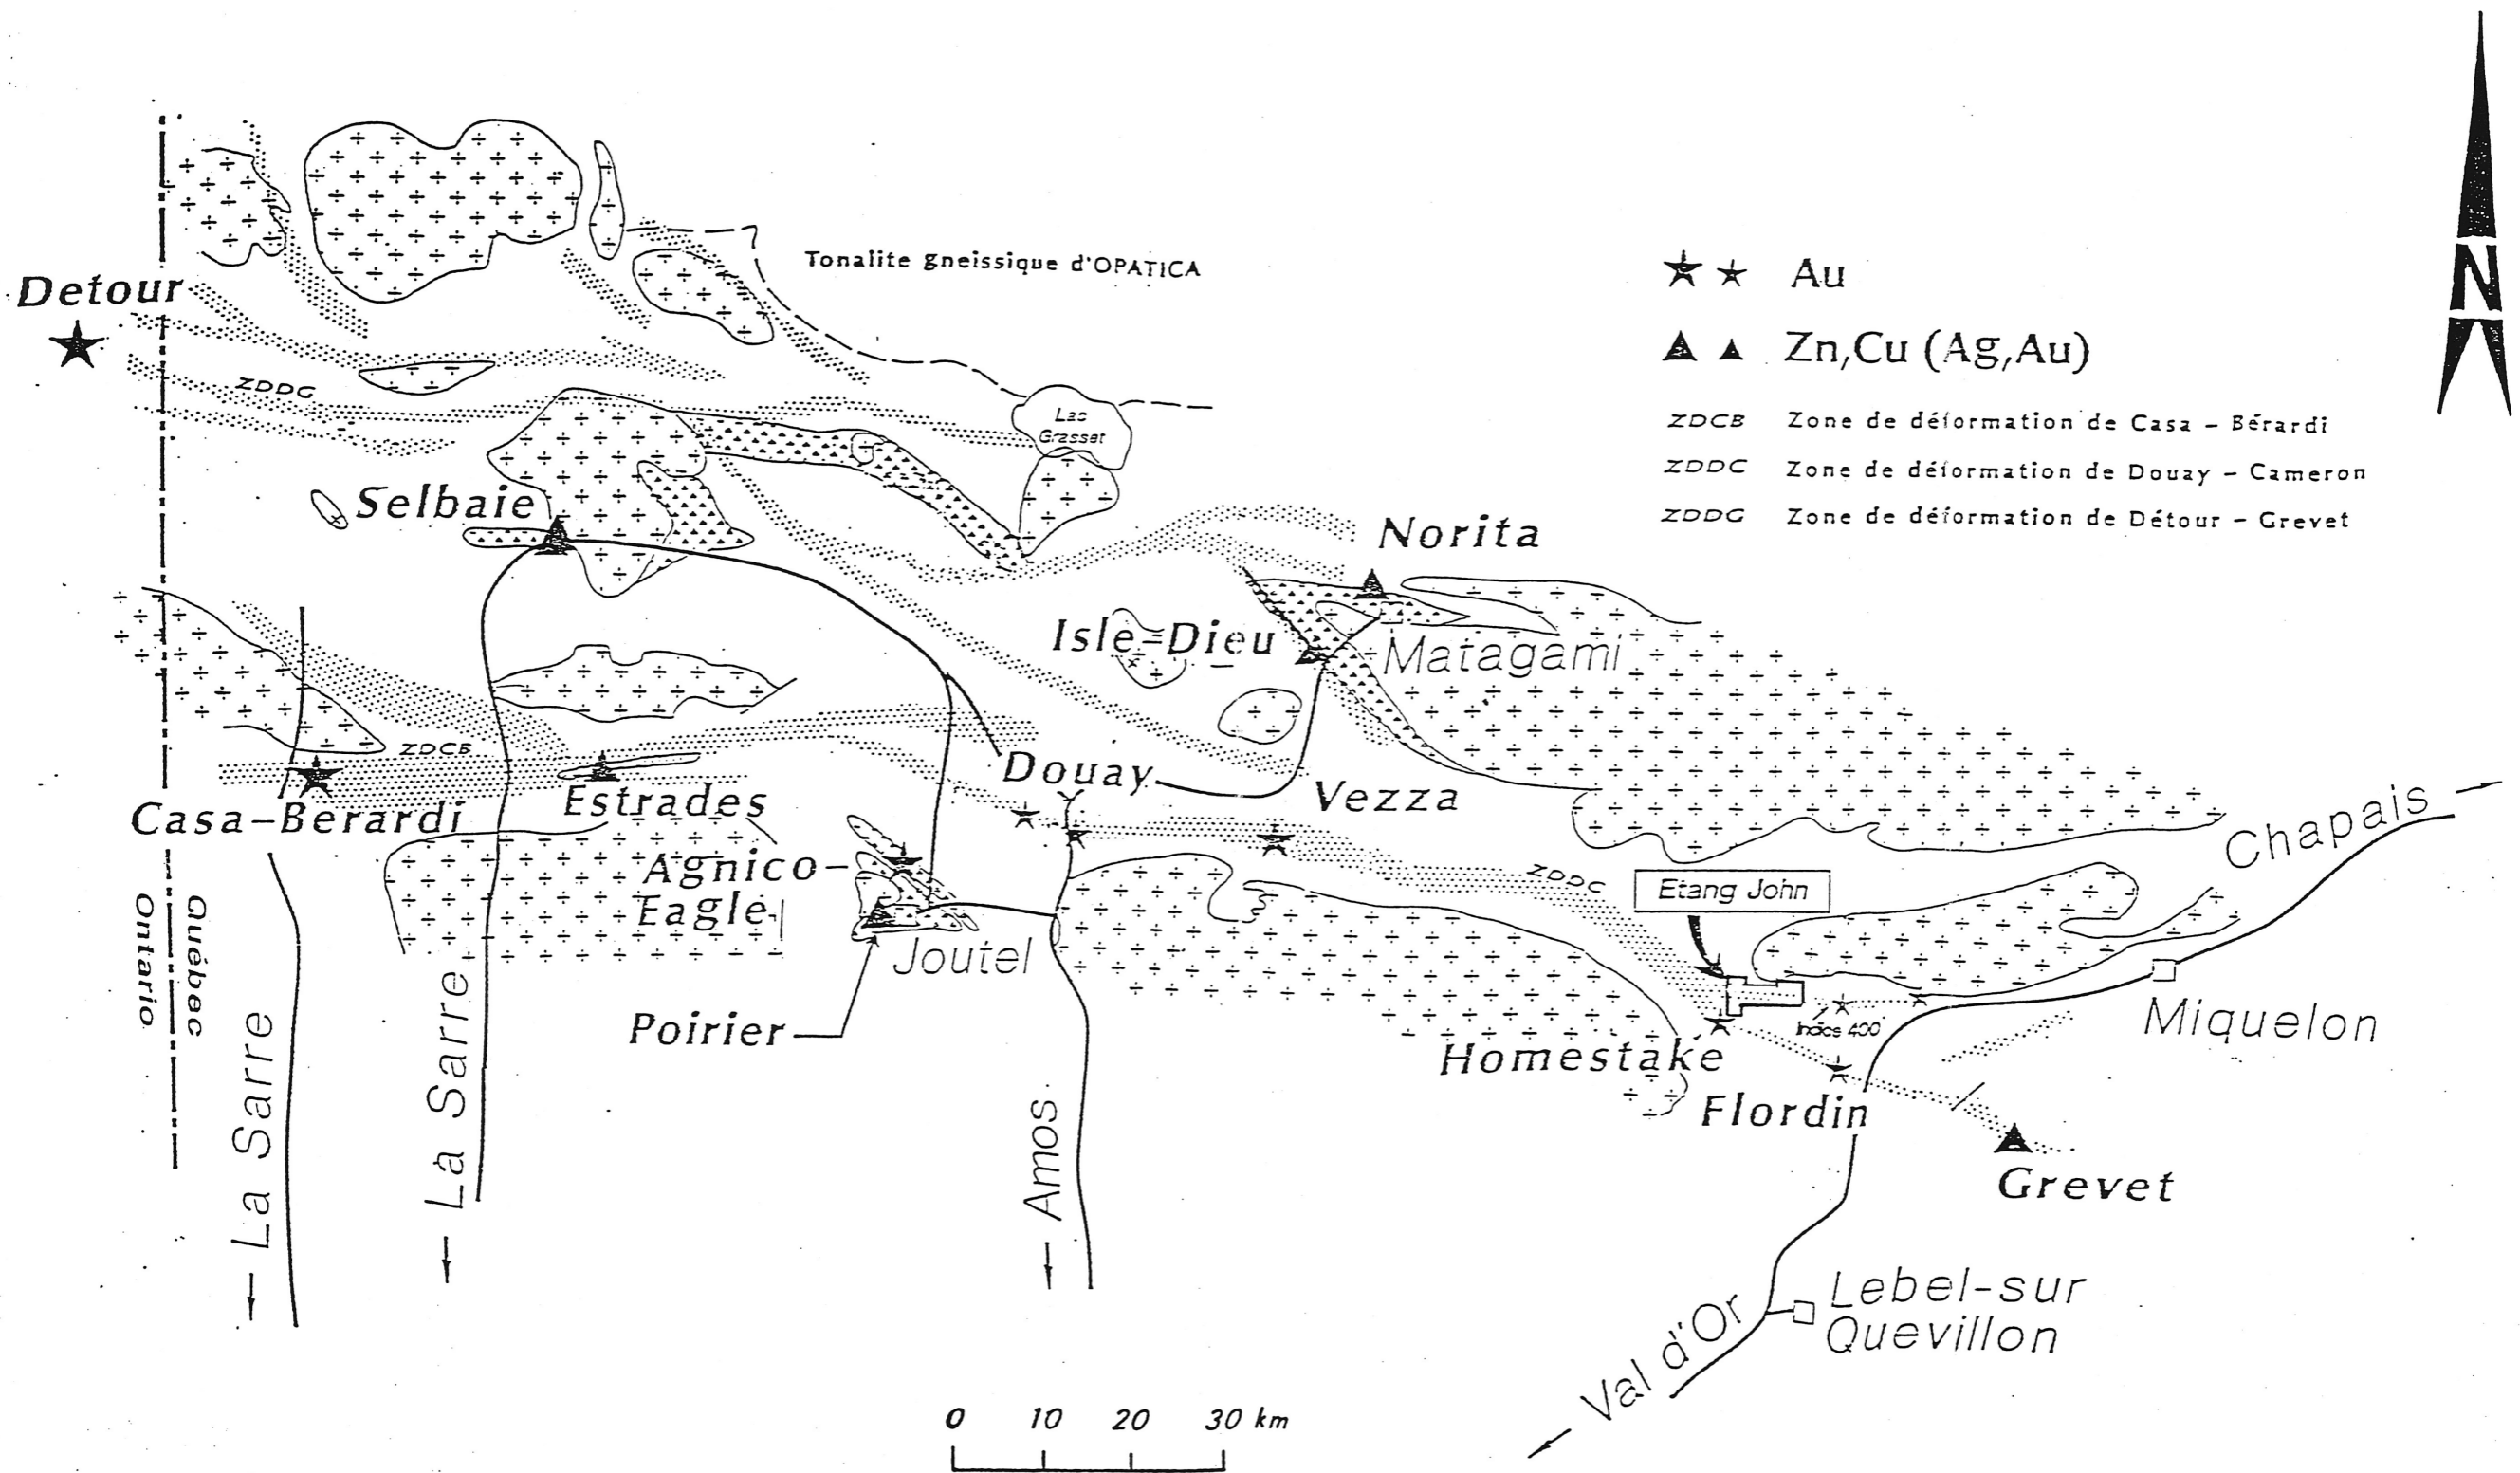 Tonalite gneissique d'OPATICA
Detour
Au
Zn,Cu (Ag,Au)
ZDCB Zone de déformation de Casa – Bérardi
ZDDC Zone de déformation de Douay – Cameron
ZDDG Zone de déformation de Détour – Grevet
N
ZDDG
Lac
Grasset
Selbaie
Norita
Isle-Dieu
Matagami
ZDCB
Douay
Vezza
Casa-Berardi
Estrades
Chapais
Agnico-
Eagle
ZDDC
Etang John
Québec
Ontario
Joutel
Miquelon
Poirier
Indice 400
Homestake
Flordin
La Sarre
La Sarre
Amos
Grevet
Lebel-sur
Quevillon
Val d'Or
0 10 20 30 km